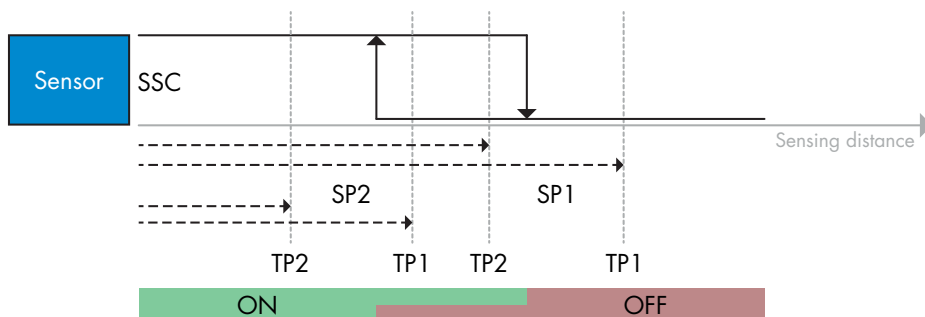 Sensor
SSC
Sensing distance
SP2 SP1
TP2 TP1 TP2 TP1
ON OFF